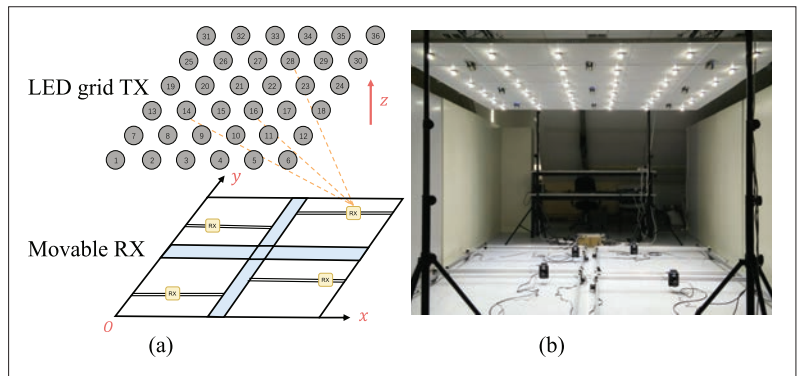 31 32 33 34 35 36
25 26 27 28 29 30
LED grid TX
19 20 21 22 23 24
z
13 14 15 16 17 18
7 8 9 10 11 12
1 2 3 4 5 6
y
RX
RX
Movable RX
RX
RX
O
x
(a)
(b)